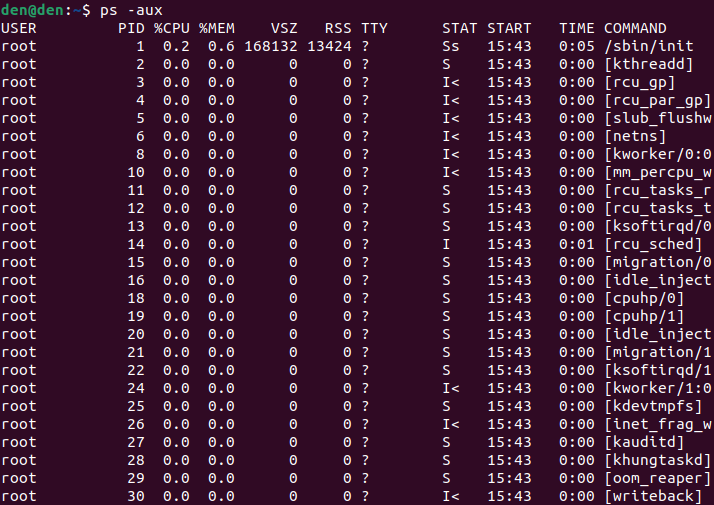 den@den:~$ ps -aux
USER         PID %CPU %MEM    VSZ   RSS TTY      STAT START   TIME COMMAND
root           1  0.2  0.6 168132 13424 ?        Ss   15:43   0:05 /sbin/init
root           2  0.0  0.0      0     0 ?        S    15:43   0:00 [kthreadd]
root           3  0.0  0.0      0     0 ?        I<   15:43   0:00 [rcu_gp]
root           4  0.0  0.0      0     0 ?        I<   15:43   0:00 [rcu_par_gp]
root           5  0.0  0.0      0     0 ?        I<   15:43   0:00 [slub_flushw
root           6  0.0  0.0      0     0 ?        I<   15:43   0:00 [netns]
root           8  0.0  0.0      0     0 ?        I<   15:43   0:00 [kworker/0:0
root          10  0.0  0.0      0     0 ?        I<   15:43   0:00 [mm_percpu_w
root          11  0.0  0.0      0     0 ?        S    15:43   0:00 [rcu_tasks_r
root          12  0.0  0.0      0     0 ?        S    15:43   0:00 [rcu_tasks_t
root          13  0.0  0.0      0     0 ?        S    15:43   0:00 [ksoftirqd/0
root          14  0.0  0.0      0     0 ?        I    15:43   0:01 [rcu_sched]
root          15  0.0  0.0      0     0 ?        S    15:43   0:00 [migration/0
root          16  0.0  0.0      0     0 ?        S    15:43   0:00 [idle_inject
root          18  0.0  0.0      0     0 ?        S    15:43   0:00 [cpuhp/0]
root          19  0.0  0.0      0     0 ?        S    15:43   0:00 [cpuhp/1]
root          20  0.0  0.0      0     0 ?        S    15:43   0:00 [idle_inject
root          21  0.0  0.0      0     0 ?        S    15:43   0:00 [migration/1
root          22  0.0  0.0      0     0 ?        S    15:43   0:00 [ksoftirqd/1
root          24  0.0  0.0      0     0 ?        I<   15:43   0:00 [kworker/1:0
root          25  0.0  0.0      0     0 ?        S    15:43   0:00 [kdevtmpfs]
root          26  0.0  0.0      0     0 ?        I<   15:43   0:00 [inet_frag_w
root          27  0.0  0.0      0     0 ?        S    15:43   0:00 [kauditd]
root          28  0.0  0.0      0     0 ?        S    15:43   0:00 [khungtaskd]
root          29  0.0  0.0      0     0 ?        S    15:43   0:00 [oom_reaper]
root          30  0.0  0.0      0     0 ?        I<   15:43   0:00 [writeback]